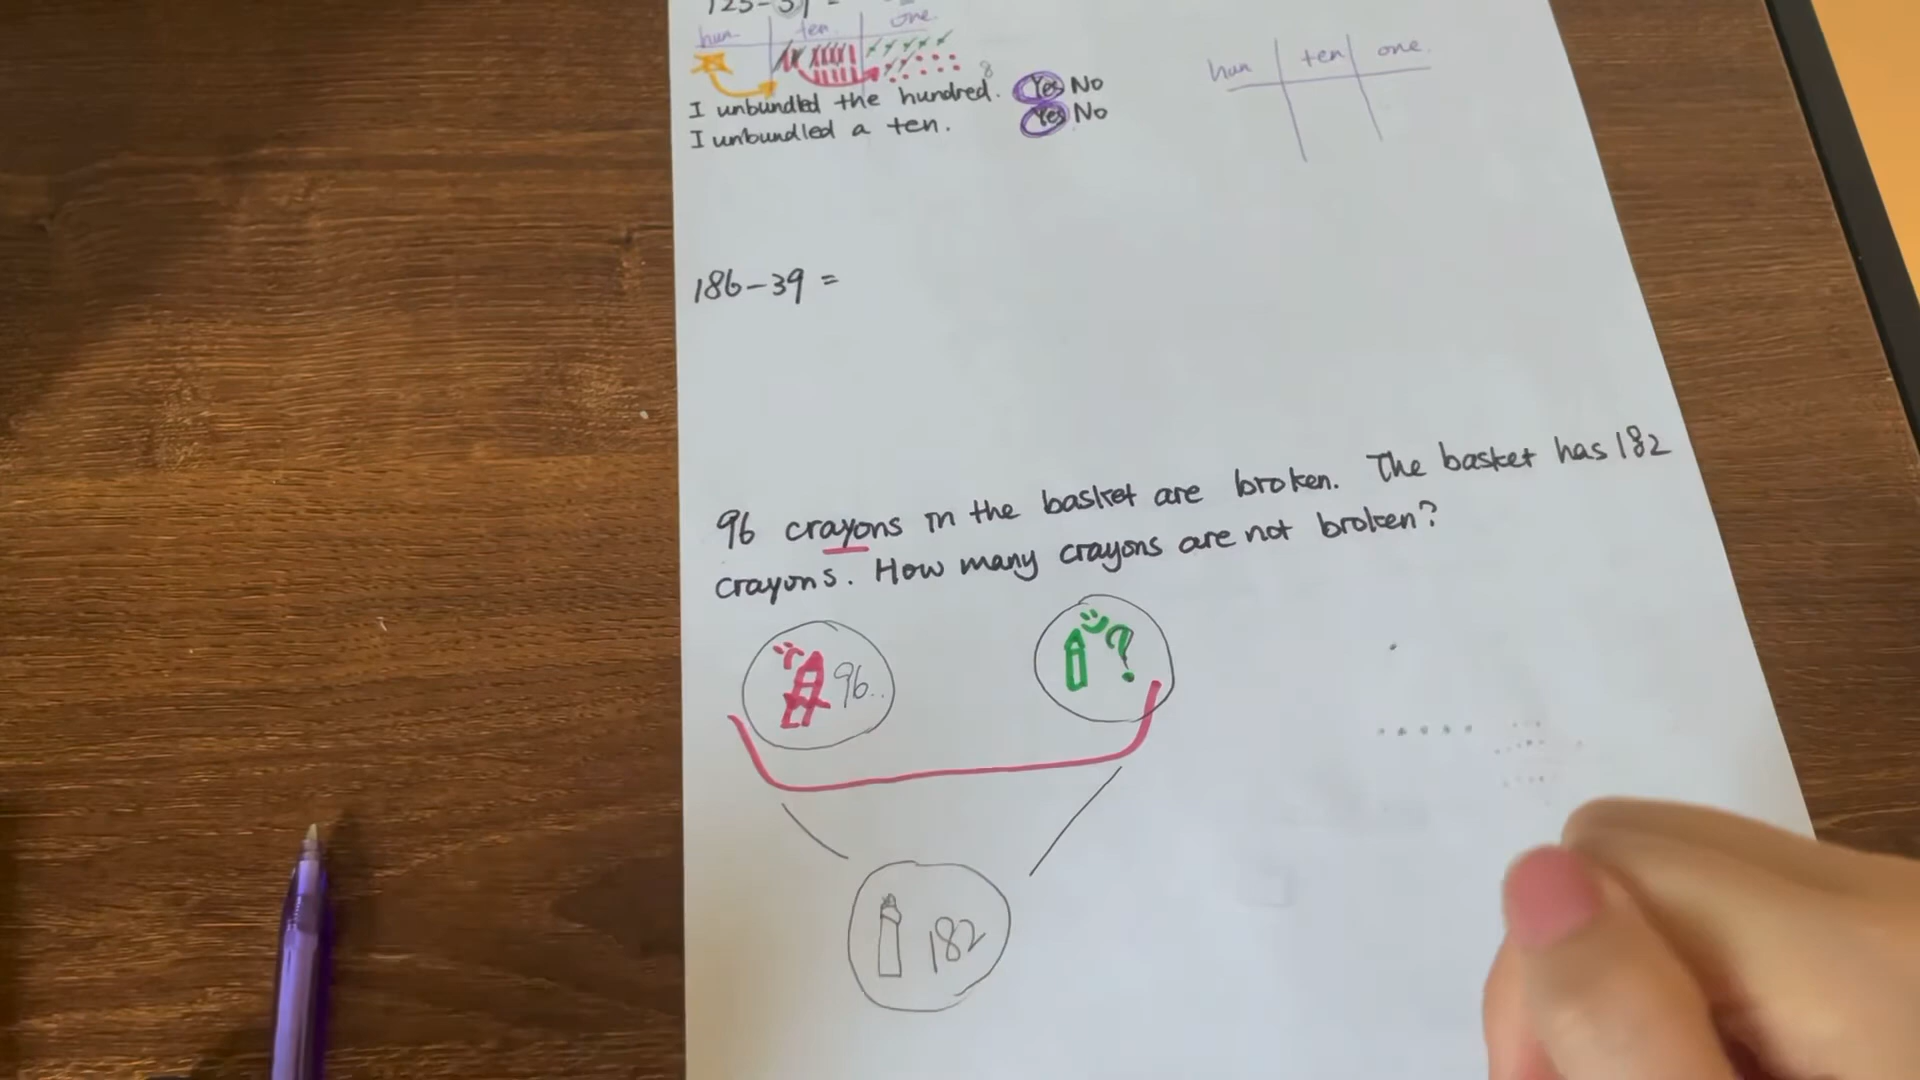 hun ten one
8
I unbundled the hundred. Yes No
I unbundled a ten. Yes No
hun ten one.
186-39 =
96 crayons in the basket are broken. The basket has 182
crayons. How many crayons are not broken?
96..
?
182